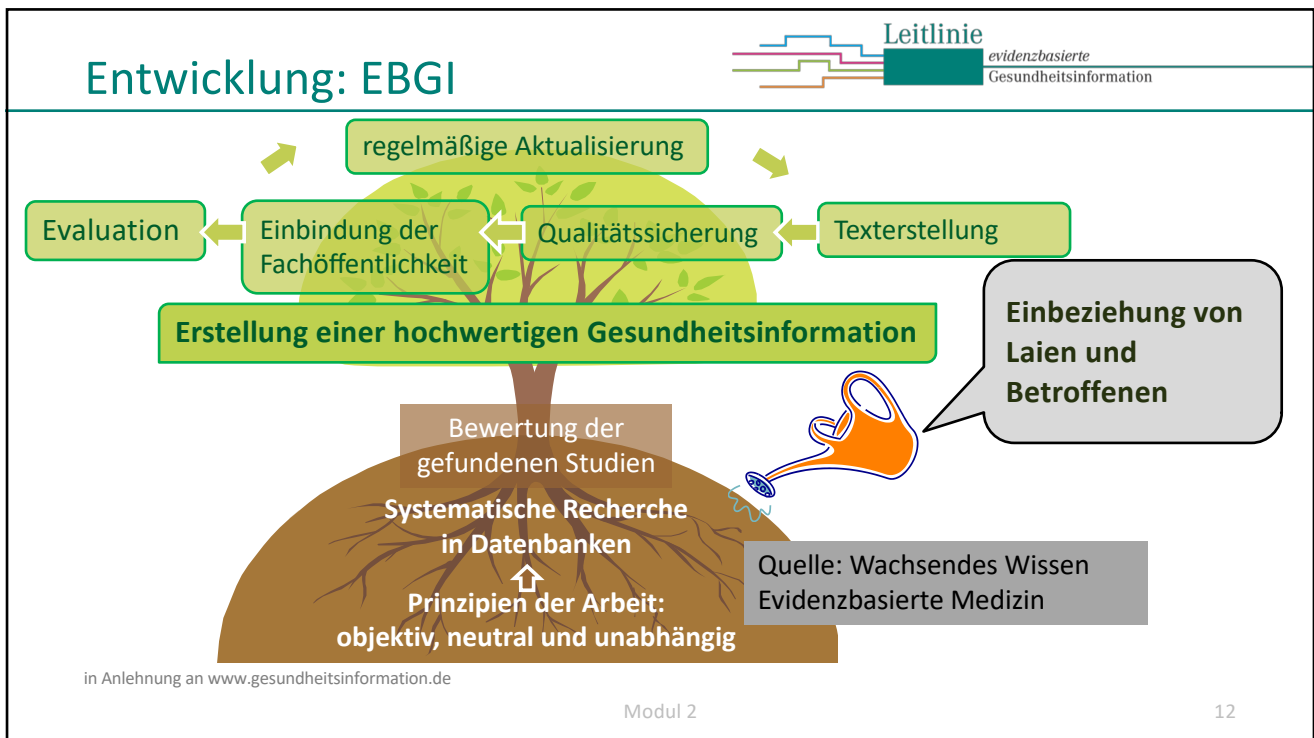 Entwicklung: EBGI
Leitlinie
evidenzbasierte
Gesundheitsinformation
regelmäßige Aktualisierung
Evaluation
Einbindung der
Fachöffentlichkeit
Qualitätssicherung
Texterstellung
Erstellung einer hochwertigen Gesundheitsinformation
Einbeziehung von
Laien und
Betroffenen
Bewertung der
gefundenen Studien
Systematische Recherche
in Datenbanken
Prinzipien der Arbeit:
objektiv, neutral und unabhängig
Quelle: Wachsendes Wissen
Evidenzbasierte Medizin
in Anlehnung an www.gesundheitsinformation.de
Modul 2
12